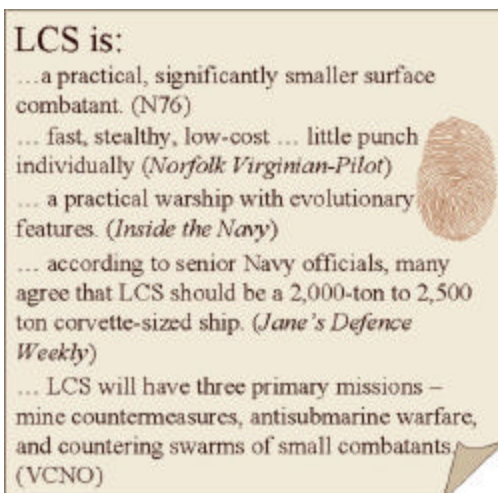 LCS is:
…a practical, significantly smaller surface
combatant. (N76)
… fast, stealthy, low-cost … little punch
individually (Norfolk Virginian-Pilot)
… a practical warship with evolutionary
features. (Inside the Navy)
… according to senior Navy officials, many
agree that LCS should be a 2,000-ton to 2,500
ton corvette-sized ship. (Jane's Defence
Weekly)
… LCS will have three primary missions –
mine countermeasures, antisubmarine warfare,
and countering swarms of small combatants.
(VCNO)